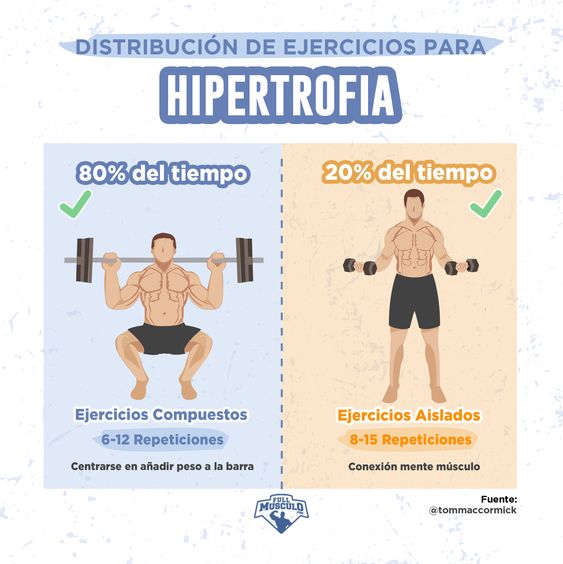 DISTRIBUCIÓN DE EJERCICIOS PARA
HIPERTROFIA
80% del tiempo
20% del tiempo
Ejercicios Compuestos
6-12 Repeticiones
Centrarse en añadir peso a la barra
Ejercicios Aislados
8-15 Repeticiones
Conexión mente músculo
FULL
MUSCULO
Fuente:
@tommaccormick